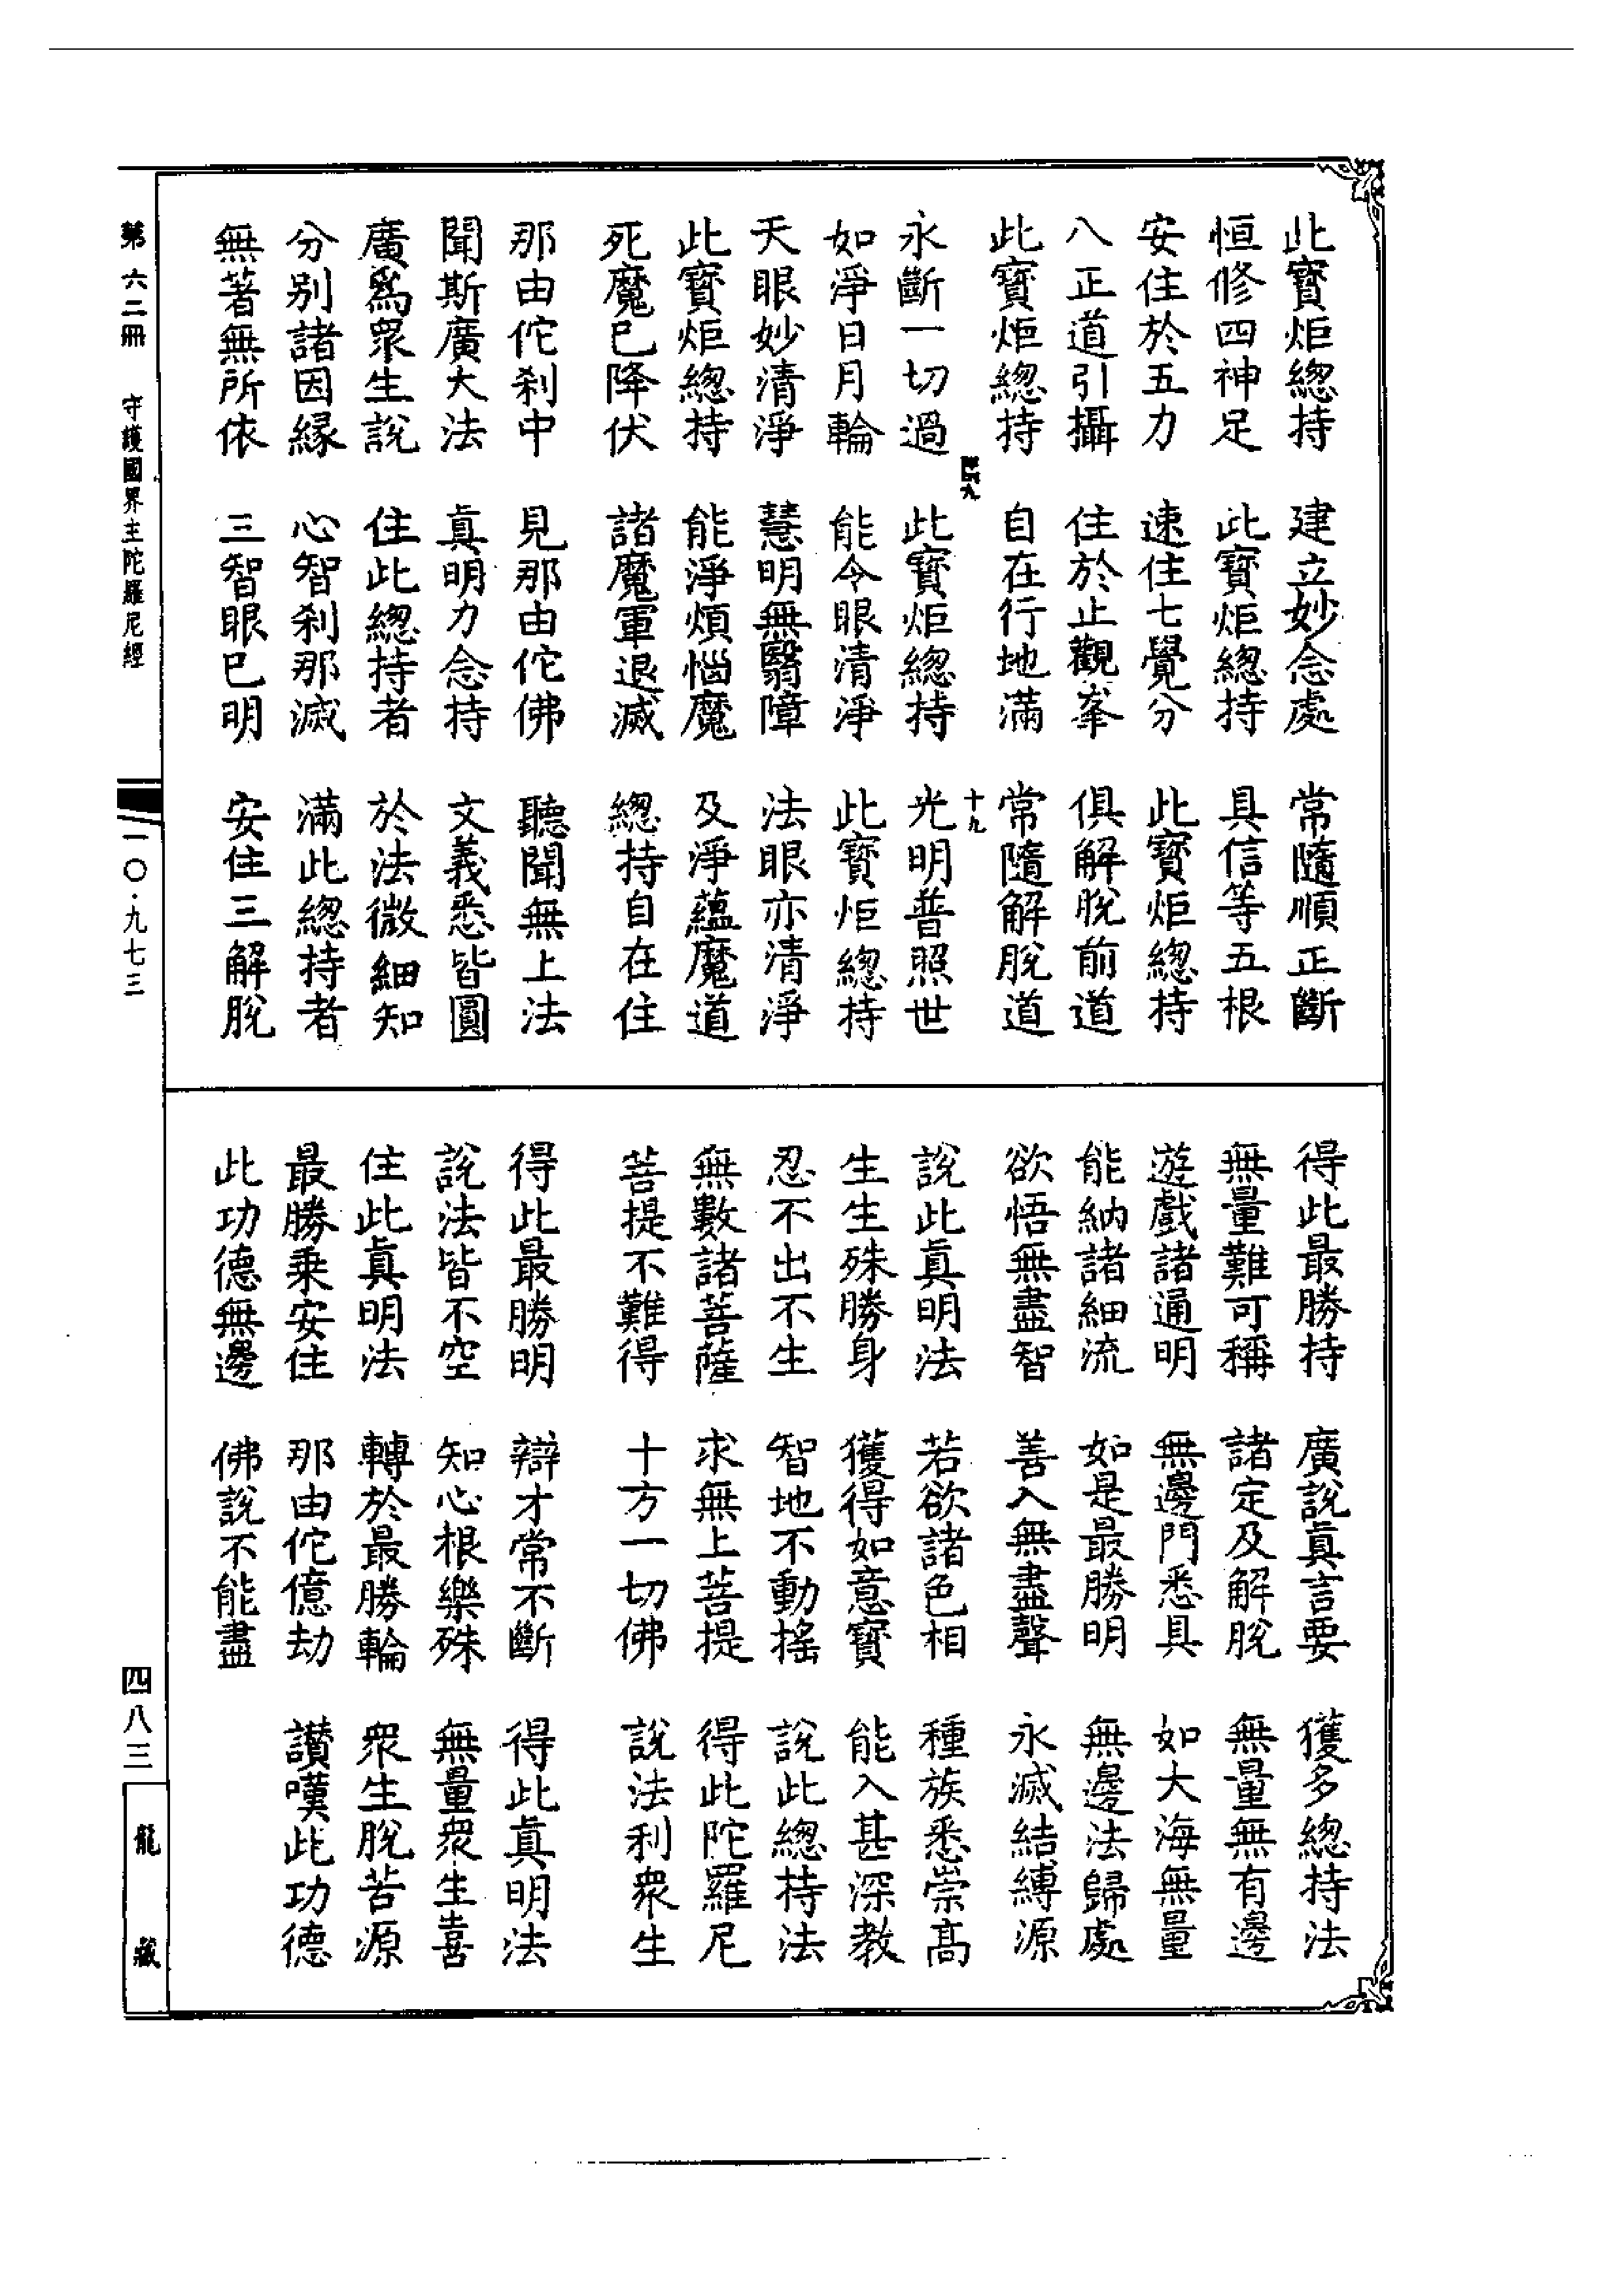 此寶炬總持　建立妙念處　常隨順正斷
恒修四神足　此寶炬總持　具信等五根
安住於五力　速住七覺分　此寶炬總持
八正道引攝　住於止觀峯　俱解脫前道
此寶炬總持　自在行地滿　常隨解脫道
十九
永斷一切過　此寶炬總持　光明普照世
如淨日月輪　能令眼清淨　此寶炬總持
天眼妙清淨　慧明無翳障　法眼亦清淨
此寶炬總持　能淨煩惱魔　及淨蘊魔道
死魔已降伏　諸魔軍退滅　總持自在住
那由佗刹中　見那由佗佛　聽聞無上法
聞斯廣大法　真明力念持　文義悉皆圓
廣爲衆生說　住此總持者　於法微細知
分別諸因緣　心智刹那滅　滿此總持者
無著無所依　三智眼已明　安住三解脫
得此最勝持　廣說真言要　獲多總持法
無量難可稱　諸定及解脫　無量無有邊
遊戲諸通明　無邊門悉具　如大海無量
能納諸細流　如是最勝明　無邊法歸處
欲悟無盡智　善入無盡聲　永滅結縛源
說此真明法　若欲諸色相　種族悉崇高
生生殊勝身　獲得如意寶　能入甚深教
忍不出不生　智地不動搖　說此總持法
無數諸菩薩　求無上菩提　得此陀羅尼
菩提不難得　十方一切佛　說法利衆生
得此最勝明　辯才常不斷　得此真明法
說法皆不空　知心根樂殊　無量衆生喜
住此真明法　轉於最勝輪　衆生脫苦源
最勝乘安住　那由佗億劫　讚嘆此功德
此功德無邊　佛說不能盡
第六二冊　守護國界主陀羅尼經
一〇·九七三
四八三
龍藏